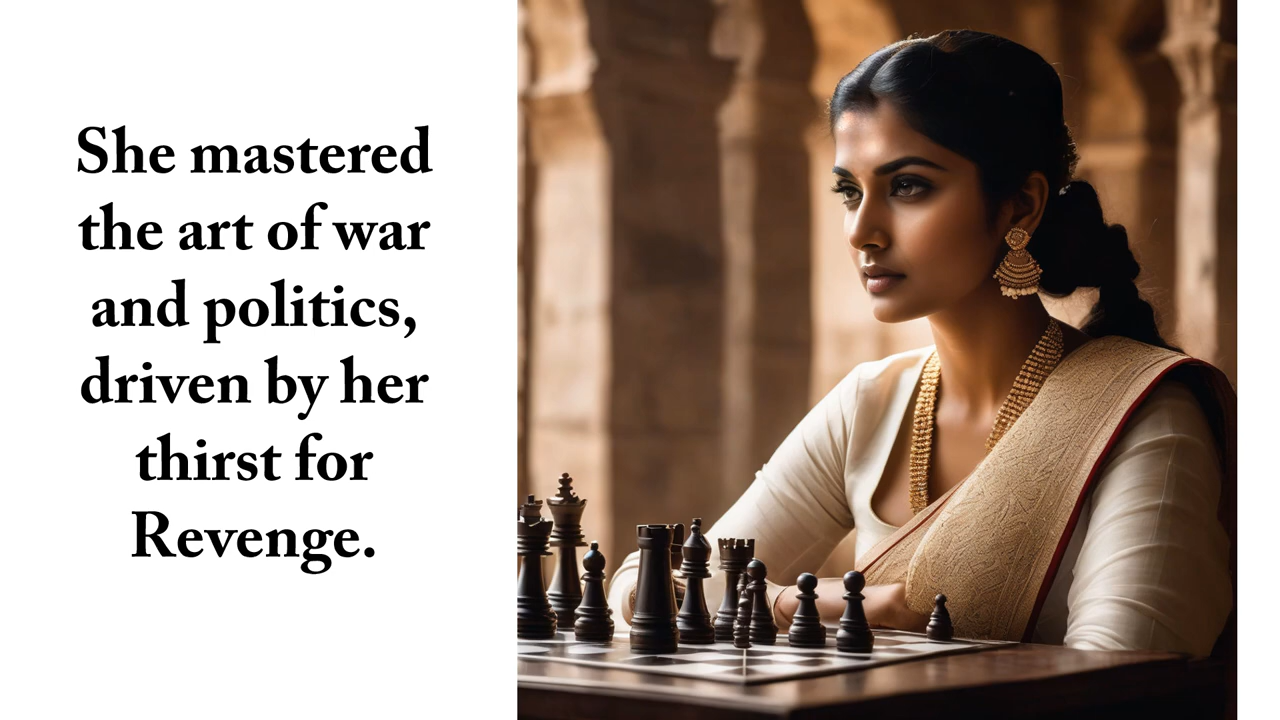 She mastered
the art of war
and politics,
driven by her
thirst for
Revenge.